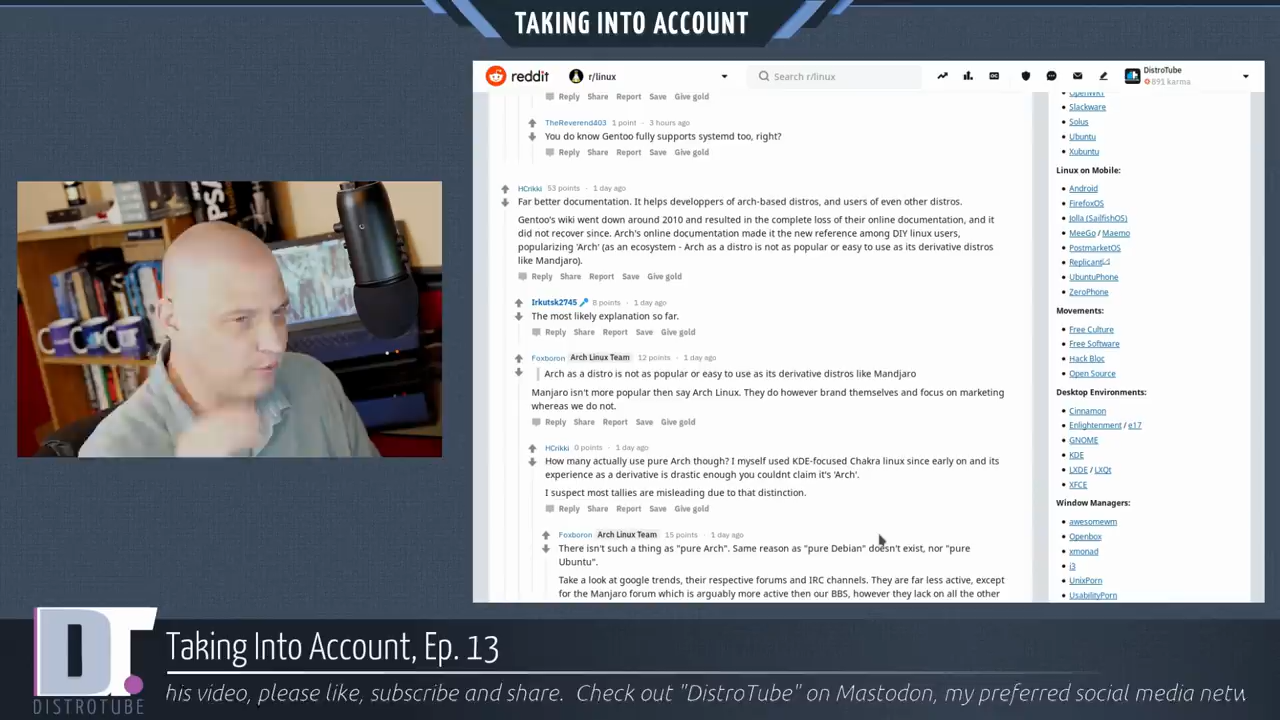 TAKING INTO ACCOUNT
reddit
r/linux
Search r/linux
DistroTube
891 karma
Reply Share Report Save Give gold
TheReverend403 1 point · 3 hours ago
You do know Gentoo fully supports systemd too, right?
Reply Share Report Save Give gold
HCrikki 53 points · 1 day ago
Far better documentation. It helps developpers of arch-based distros, and users of even other distros.
Gentoo's wiki went down around 2010 and resulted in the complete loss of their online documentation, and it
did not recover since. Arch's online documentation made it the new reference among DIY linux users,
popularizing 'Arch' (as an ecosystem - Arch as a distro is not as popular or easy to use as its derivative distros
like Mandjaro).
Reply Share Report Save Give gold
Irkutsk2745 8 points · 1 day ago
The most likely explanation so far.
Reply Share Report Save Give gold
Foxboron Arch Linux Team 12 points · 1 day ago
Arch as a distro is not as popular or easy to use as its derivative distros like Mandjaro
Manjaro isn't more popular then say Arch Linux. They do however brand themselves and focus on marketing
whereas we do not.
Reply Share Report Save Give gold
HCrikki 0 points · 1 day ago
How many actually use pure Arch though? I myself used KDE-focused Chakra linux since early on and its
experience as a derivative is drastic enough you couldnt claim it's 'Arch'.
I suspect most tallies are misleading due to that distinction.
Reply Share Report Save Give gold
Foxboron Arch Linux Team 15 points · 1 day ago
There isn't such a thing as "pure Arch". Same reason as "pure Debian" doesn't exist, nor "pure
Ubuntu".
Take a look at google trends, their respective forums and IRC channels. They are far less active, except
for the Manjaro forum which is arguably more active then our BBS, however they lack on all the other
OpenWRT
Slackware
Solus
Ubuntu
Xubuntu
Linux on Mobile:
Android
FirefoxOS
Jolla (SailfishOS)
MeeGo / Maemo
PostmarketOS
Replicant
UbuntuPhone
ZeroPhone
Movements:
Free Culture
Free Software
Hack Bloc
Open Source
Desktop Environments:
Cinnamon
Enlightenment / e17
GNOME
KDE
LXDE / LXQt
XFCE
Window Managers:
awesomewm
Openbox
xmonad
i3
UnixPorn
UsabilityPorn
DT
DISTROTUBE
Taking Into Account, Ep. 13
his video, please like, subscribe and share. Check out "DistroTube" on Mastodon, my preferred social media netw